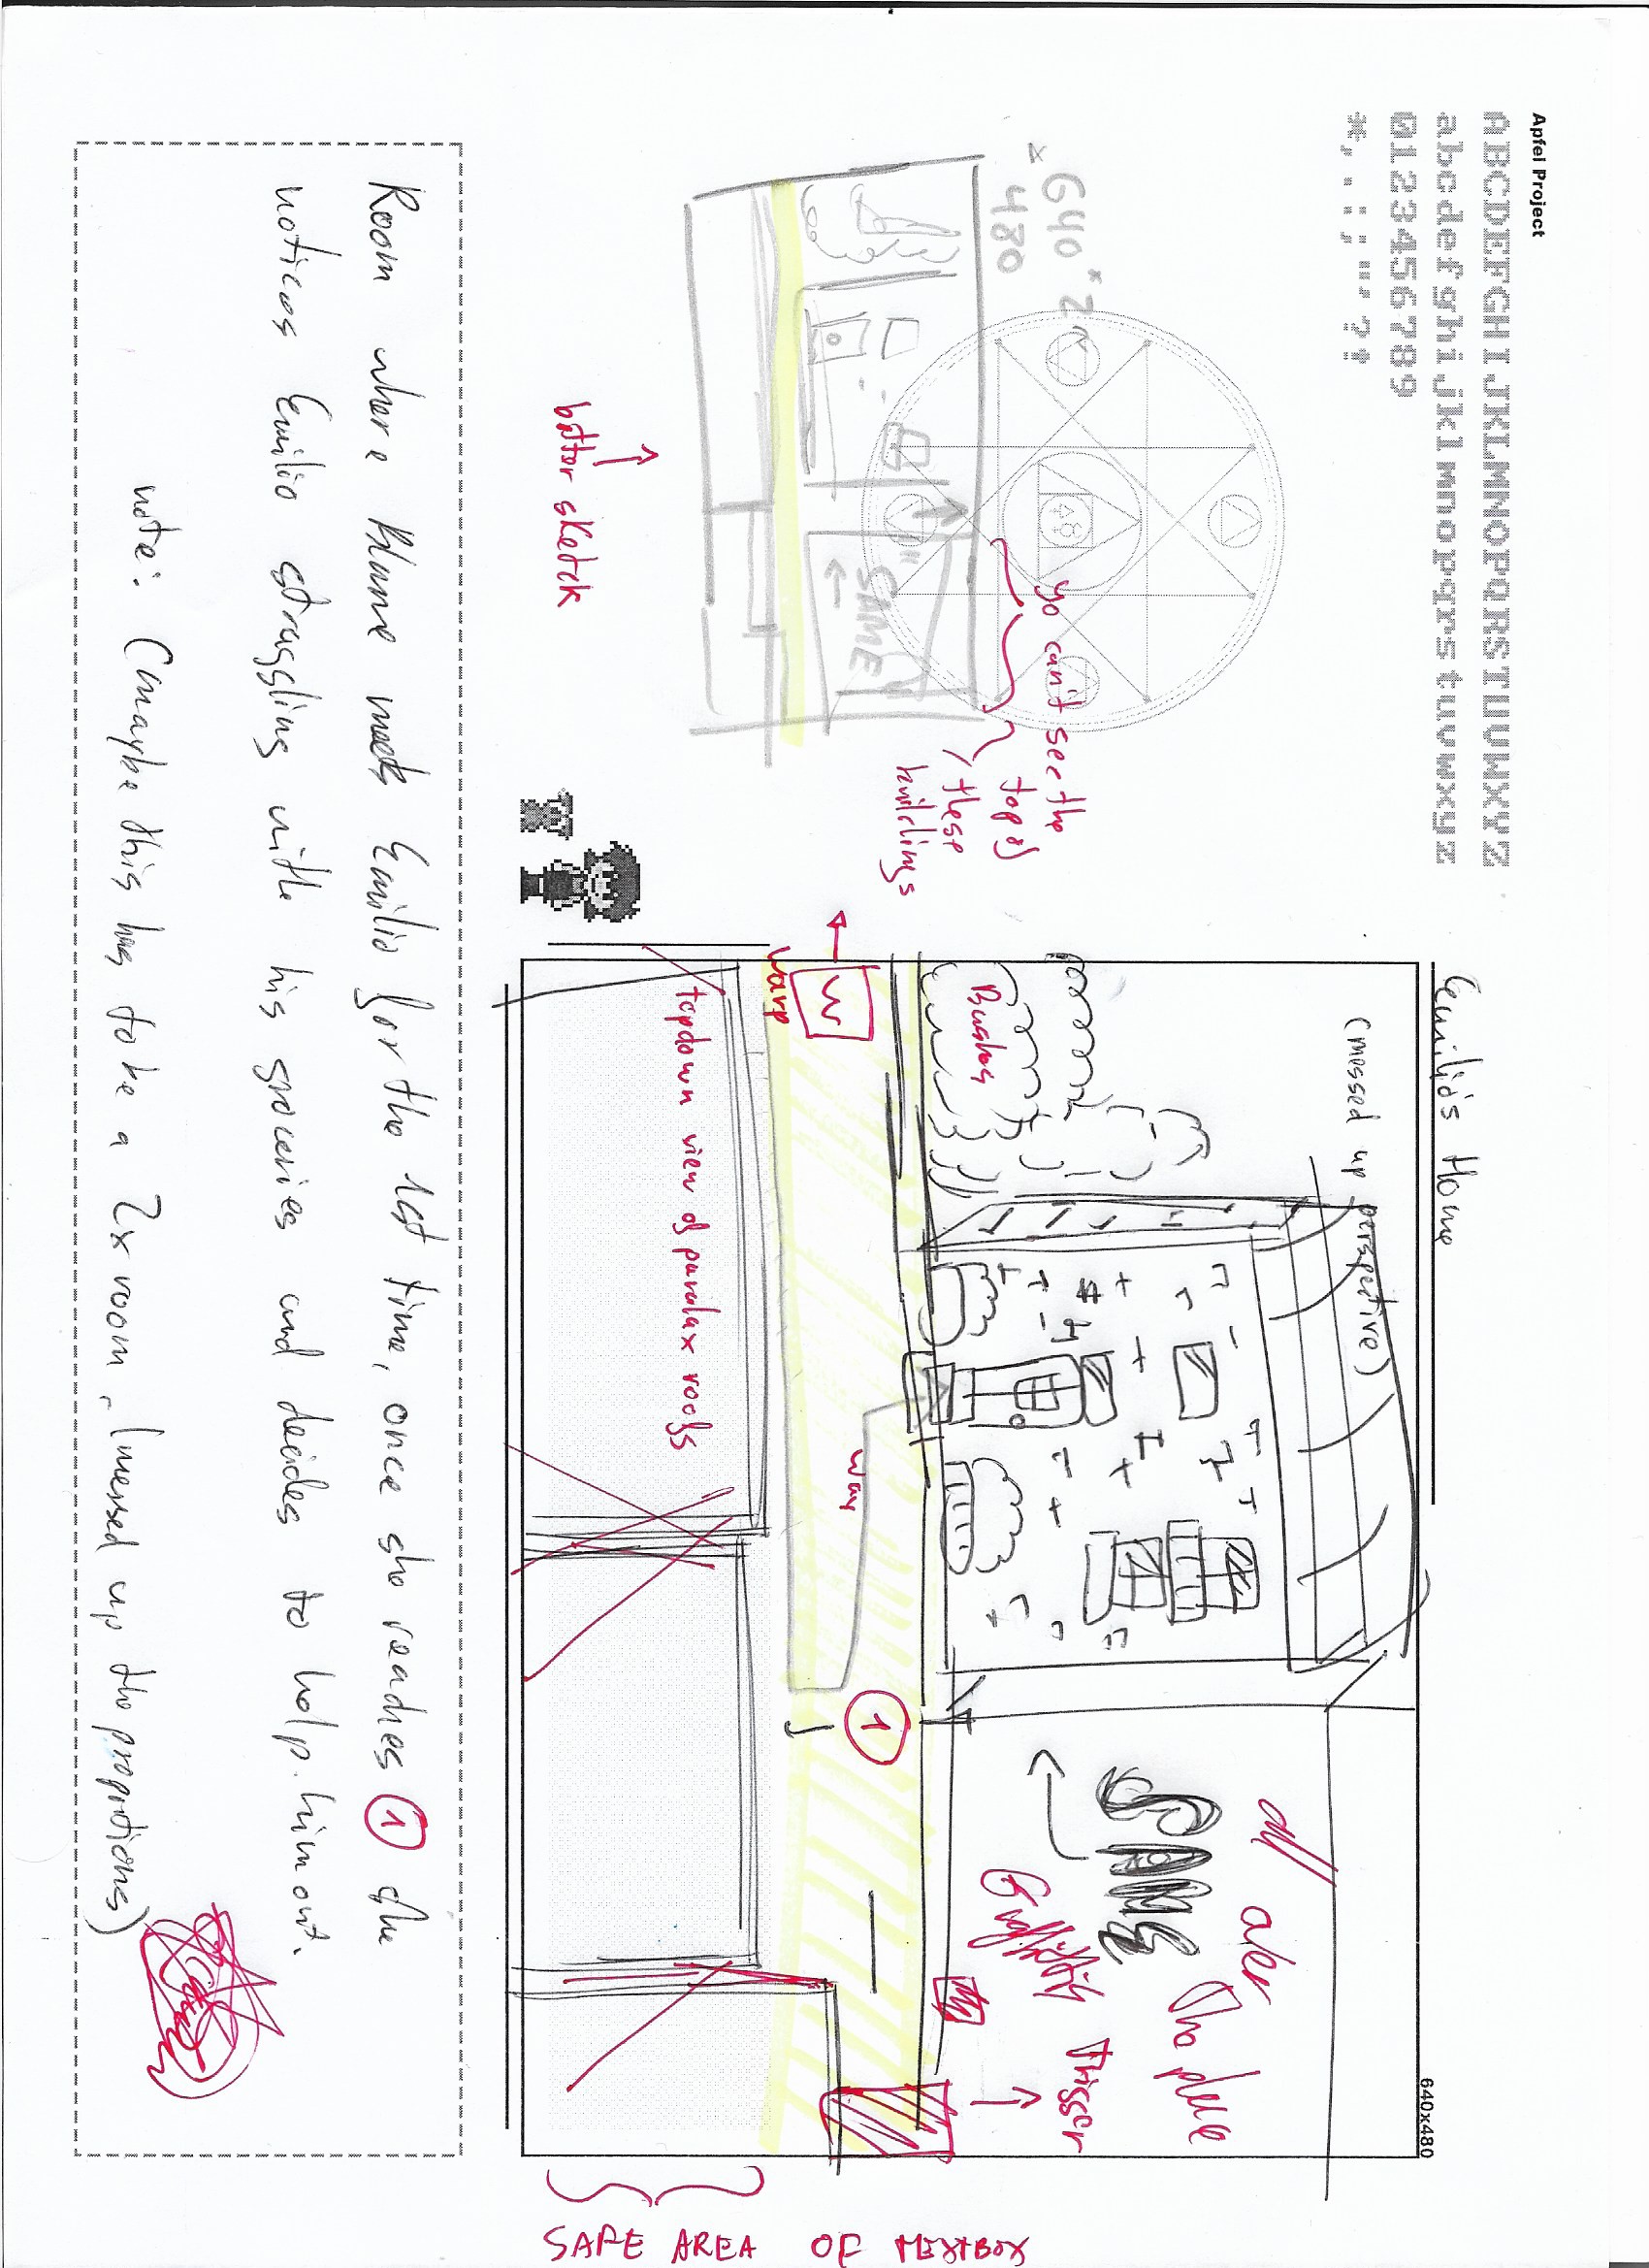 Apfel Project
ABCDEFGHIJKLMNOPQRSTUVWXYZ
abcdefghijklmnopqrstuvwxyz
0123456789
*,.:;"'?!
640*2
x
480
yo can't see the
top of
these
buildings
SAME
better sketch
Emilio's Home
640x480
(messed up perspective)
all over
the place
SAME
Graffitis
trigger
Bushes
1
W
warp
way
topdown view of paralax roofs
SAFE AREA OF MEXTBOX
Room where Blame meets Emilio for the 1st time, once she reaches 1 she
notices Emilio straggling with his groceries and decides to help him out.
note: (maybe this has to be a 2x room, (messed up the proportions)